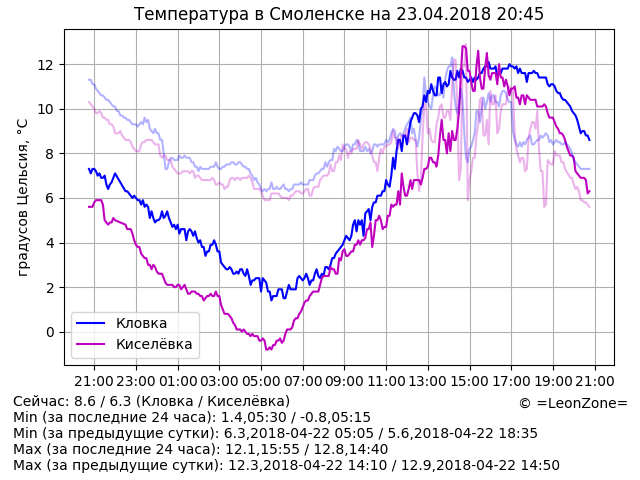 Температура в Смоленске на 23.04.2018 20:45
градусов Цельсия, °C
12
10
8
6
4
2
0
Кловка
Киселёвка
21:00 23:00 01:00 03:00 05:00 07:00 09:00 11:00 13:00 15:00 17:00 19:00 21:00
Сейчас: 8.6 / 6.3 (Кловка / Киселёвка)
© =LeonZone=
Min (за последние 24 часа): 1.4,05:30 / -0.8,05:15
Min (за предыдущие сутки): 6.3,2018-04-22 05:05 / 5.6,2018-04-22 18:35
Max (за последние 24 часа): 12.1,15:55 / 12.8,14:40
Max (за предыдущие сутки): 12.3,2018-04-22 14:10 / 12.9,2018-04-22 14:50